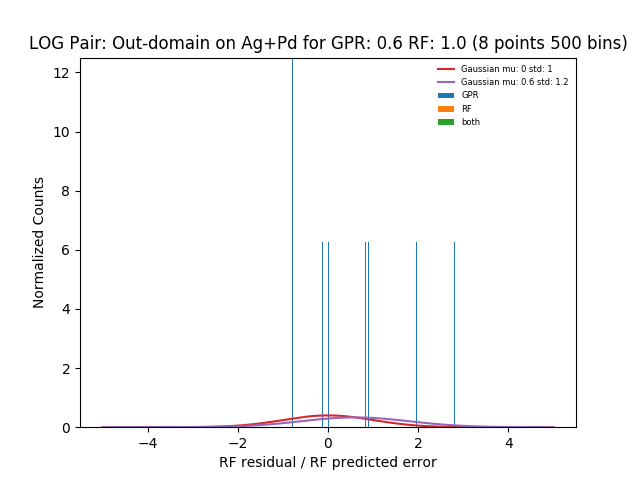 LOG Pair: Out-domain on Ag+Pd for GPR: 0.6 RF: 1.0 (8 points 500 bins)
Gaussian mu: 0 std: 1
Gaussian mu: 0.6 std: 1.2
GPR
RF
both
Normalized Counts
12
10
8
6
4
2
0
−4
−2
0
2
4
RF residual / RF predicted error